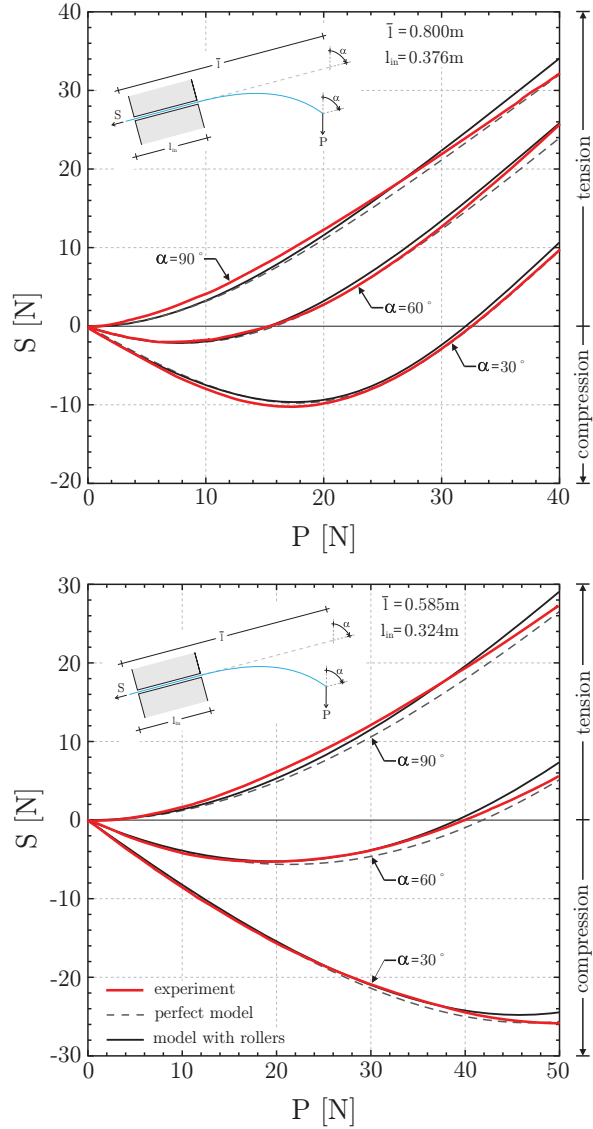 l̄ = 0.800m
l_in = 0.376m
l̄
α
α
S
P
l_in
α=90°
α=60°
α=30°
40
30
20
10
0
-10
-20
S [N]
tension
compression
0 10 20 30 40
P [N]
l̄ = 0.585m
l_in = 0.324m
l̄
α
α
S
P
l_in
α=90°
α=60°
α=30°
30
20
10
0
-10
-20
-30
S [N]
tension
compression
experiment
perfect model
model with rollers
0 10 20 30 40 50
P [N]